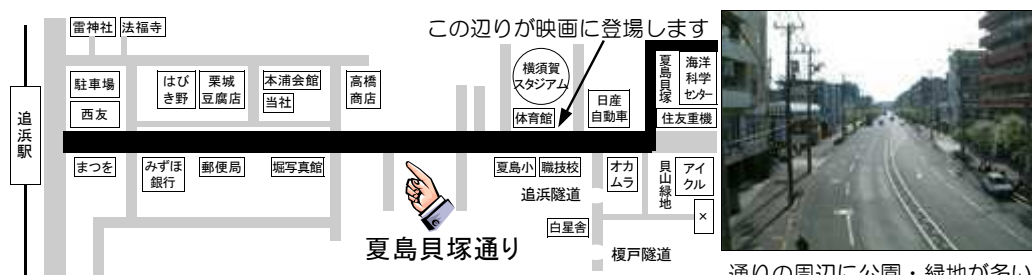 雷神社
法福寺
この辺りが映画に登場します
駐車場
はび
き野
栗城
豆腐店
本浦会館
当社
高橋
商店
横須賀
スタジアム
夏島貝塚
海洋
科学
センター
西友
体育館
日産
自動車
住友重機
追浜駅
まつを
みずほ
銀行
郵便局
堀写真館
夏島小
職技校
オカ
ムラ
貝山緑地
アイ
クル
追浜隧道
×
白星舎
夏島貝塚通り
榎戸隧道
通りの周辺に公園・緑地が多い